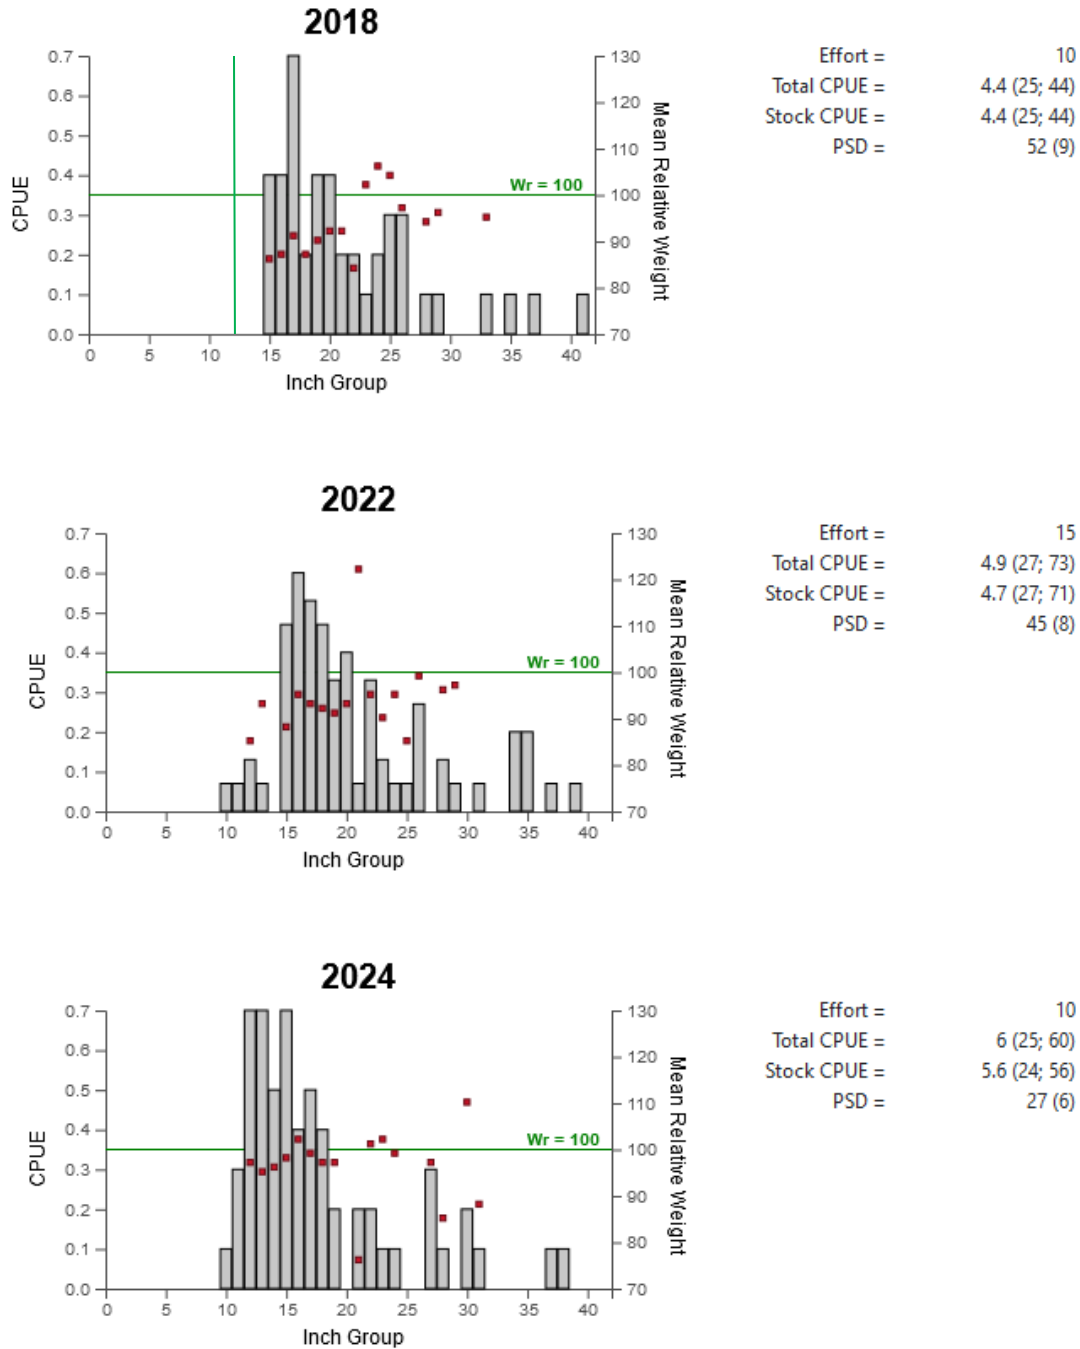 2018
0.7
0.6
0.5
0.4
0.3
0.2
0.1
0.0
CPUE
130
120
110
100
90
80
70
Mean Relative Weight
Wr = 100
0 5 10 15 20 25 30 35 40
Inch Group
Effort = 10
Total CPUE = 4.4 (25; 44)
Stock CPUE = 4.4 (25; 44)
PSD = 52 (9)
2022
0.7
0.6
0.5
0.4
0.3
0.2
0.1
0.0
CPUE
130
120
110
100
90
80
70
Mean Relative Weight
Wr = 100
0 5 10 15 20 25 30 35 40
Inch Group
Effort = 15
Total CPUE = 4.9 (27; 73)
Stock CPUE = 4.7 (27; 71)
PSD = 45 (8)
2024
0.7
0.6
0.5
0.4
0.3
0.2
0.1
0.0
CPUE
130
120
110
100
90
80
70
Mean Relative Weight
Wr = 100
0 5 10 15 20 25 30 35 40
Inch Group
Effort = 10
Total CPUE = 6 (25; 60)
Stock CPUE = 5.6 (24; 56)
PSD = 27 (6)